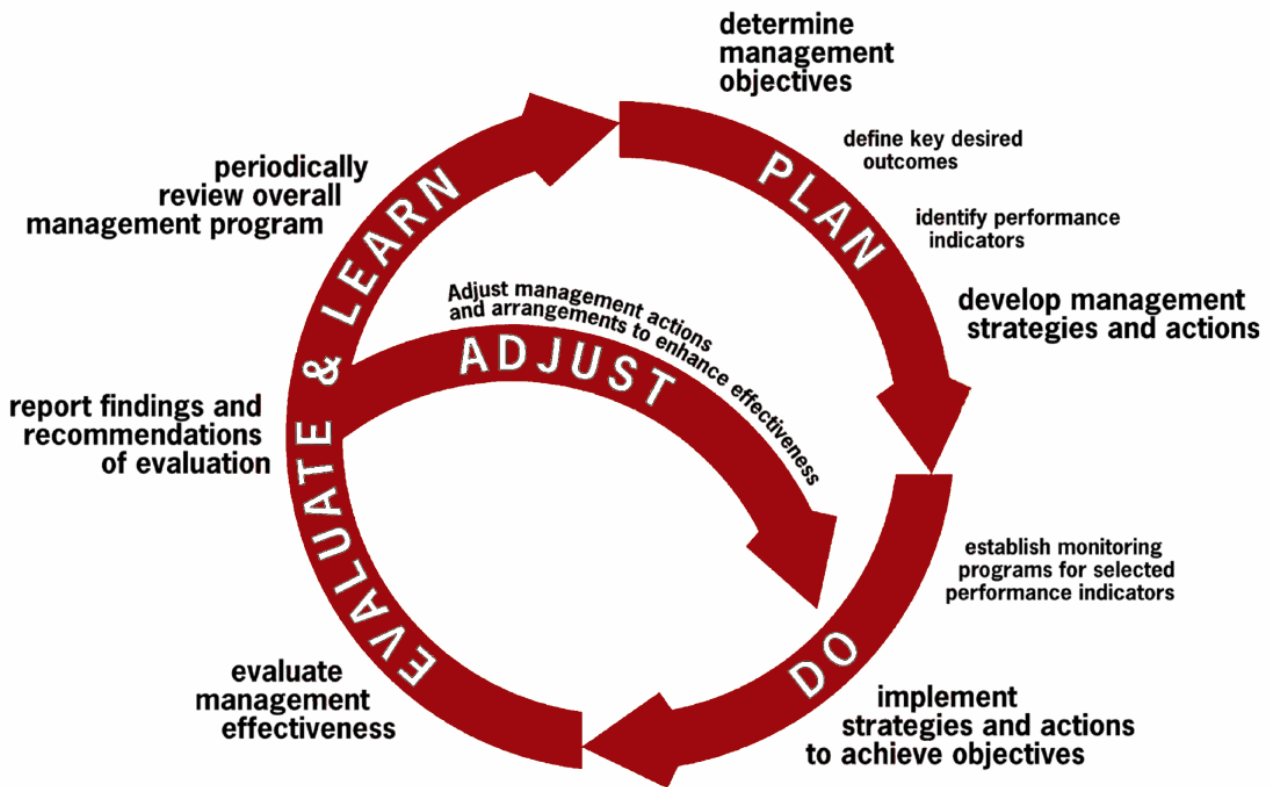 determine
management
objectives
PLAN
define key desired
outcomes
identify performance
indicators
develop management
strategies and actions
establish monitoring
programs for selected
performance indicators
DO
implement
strategies and actions
to achieve objectives
EVALUATE & LEARN
evaluate
management
effectiveness
report findings and
recommendations
of evaluation
periodically
review overall
management program
Adjust management actions
and arrangements to enhance effectiveness
ADJUST